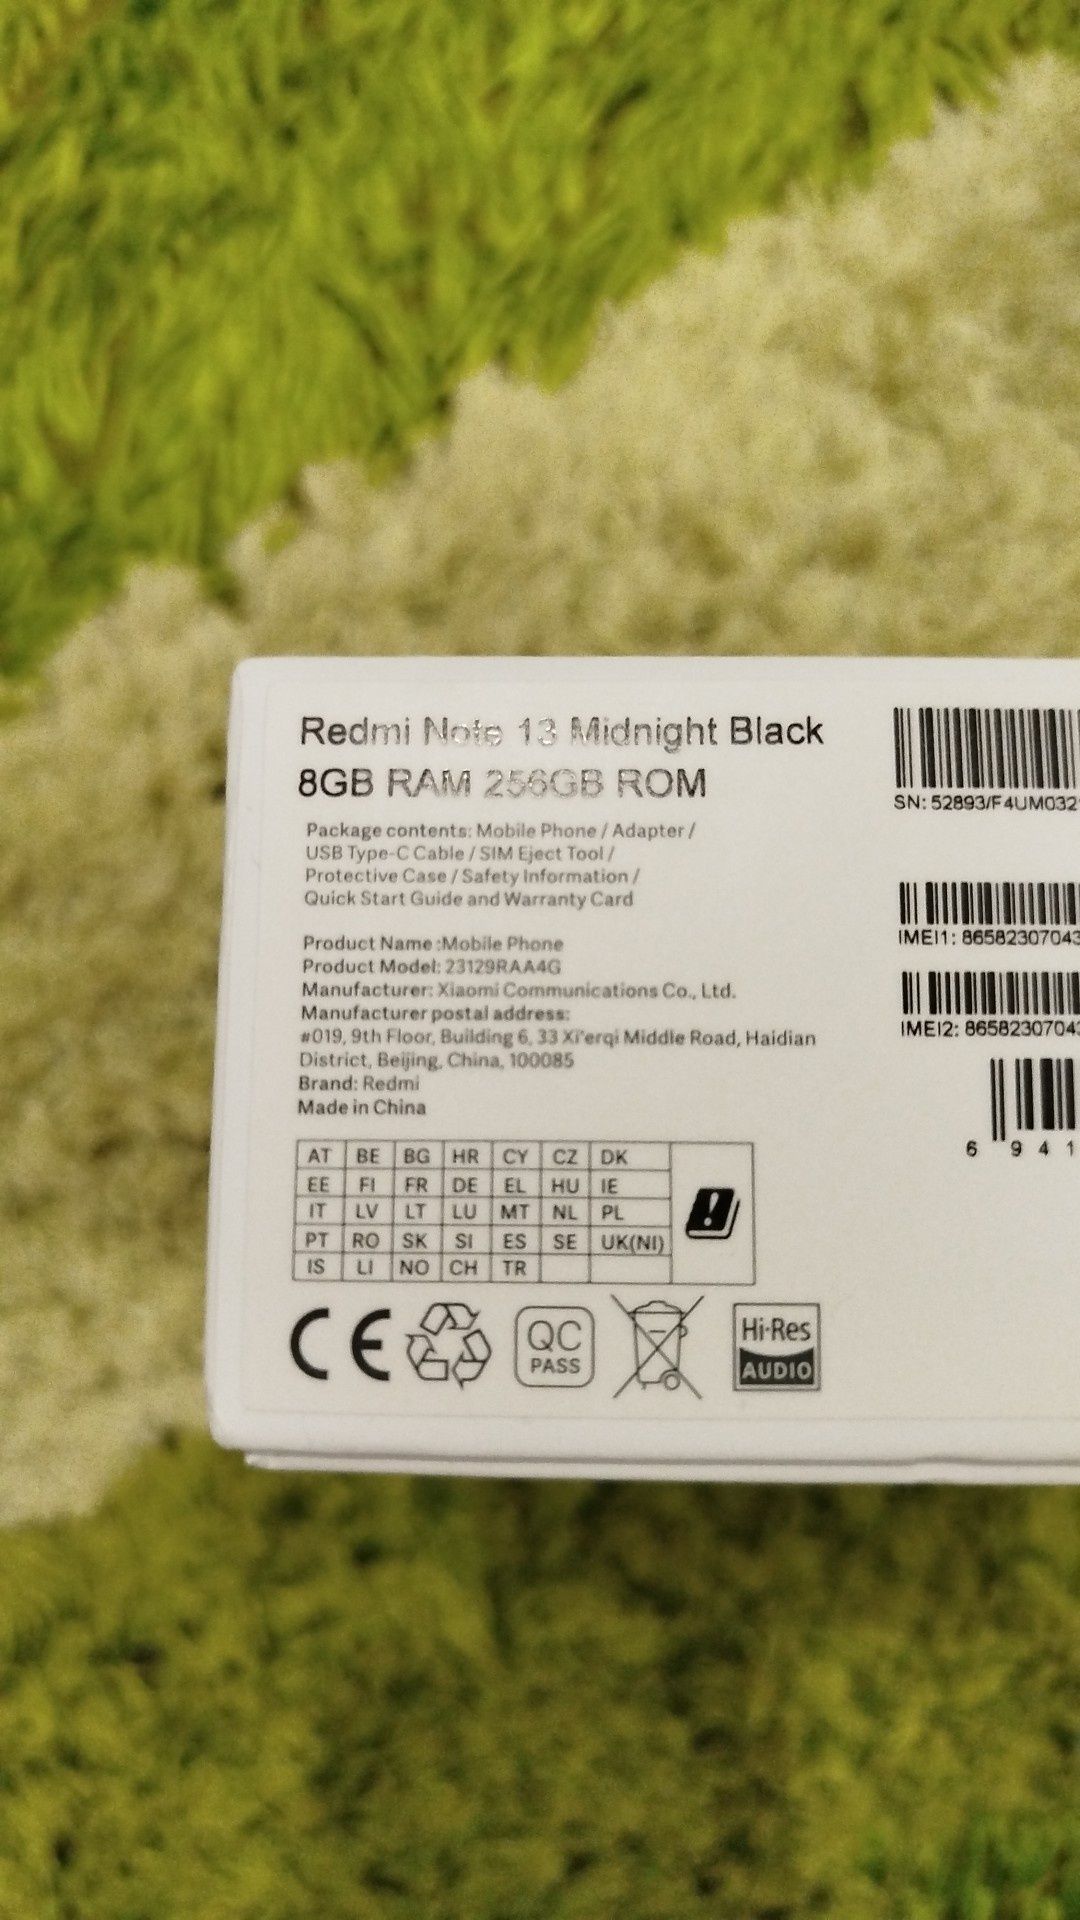 Redmi Note 13 Midnight Black
8GB RAM 256GB ROM
Package contents: Mobile Phone / Adapter /
USB Type-C Cable / SIM Eject Tool /
Protective Case / Safety Information /
Quick Start Guide and Warranty Card
Product Name :Mobile Phone
Product Model: 23129RAA4G
Manufacturer: Xiaomi Communications Co., Ltd.
Manufacturer postal address:
#019, 9th Floor, Building 6, 33 Xi'erqi Middle Road, Haidian
District, Beijing, China, 100085
Brand: Redmi
Made in China
AT BE BG HR CY CZ DK
EE FI FR DE EL HU IE
IT LV LT LU MT NL PL
PT RO SK SI ES SE UK(NI)
IS LI NO CH TR
CE
QC
PASS
Hi-Res
AUDIO
SN: 52893/F4UM032
IMEI1: 86582307043
IMEI2: 86582307043
6 941